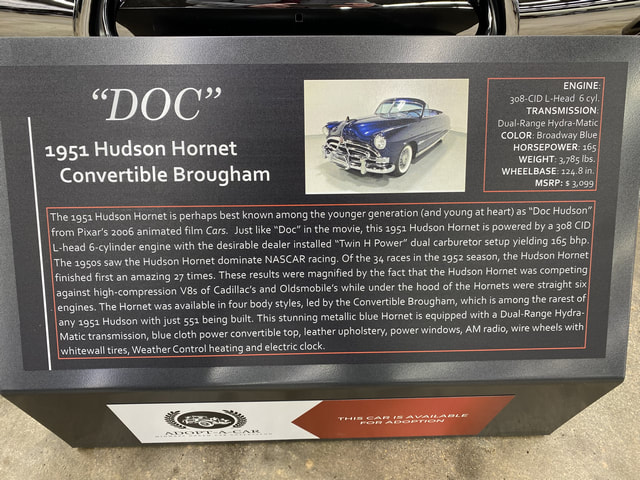 "DOC"
1951 Hudson Hornet
Convertible Brougham
ENGINE:
308-CID L-Head 6 cyl.
TRANSMISSION:
Dual-Range Hydra-Matic
COLOR: Broadway Blue
HORSEPOWER: 165
WEIGHT: 3,785 lbs.
WHEELBASE: 124.8 in.
MSRP: $ 3,099
The 1951 Hudson Hornet is perhaps best known among the younger generation (and young at heart) as "Doc Hudson"
from Pixar's 2006 animated film Cars. Just like "Doc" in the movie, this 1951 Hudson Hornet is powered by a 308 CID
L-head 6-cylinder engine with the desirable dealer installed "Twin H Power" dual carburetor setup yielding 165 bhp.
The 1950s saw the Hudson Hornet dominate NASCAR racing. Of the 34 races in the 1952 season, the Hudson Hornet
finished first an amazing 27 times. These results were magnified by the fact that the Hudson Hornet was competing
against high-compression V8s of Cadillac's and Oldsmobile's while under the hood of the Hornets were straight six
engines. The Hornet was available in four body styles, led by the Convertible Brougham, which is among the rarest of
any 1951 Hudson with just 551 being built. This stunning metallic blue Hornet is equipped with a Dual-Range Hydra-
Matic transmission, blue cloth power convertible top, leather upholstery, power windows, AM radio, wire wheels with
whitewall tires, Weather Control heating and electric clock.
ADOPT-A-CAR
THIS CAR IS AVAILABLE
FOR ADOPTION